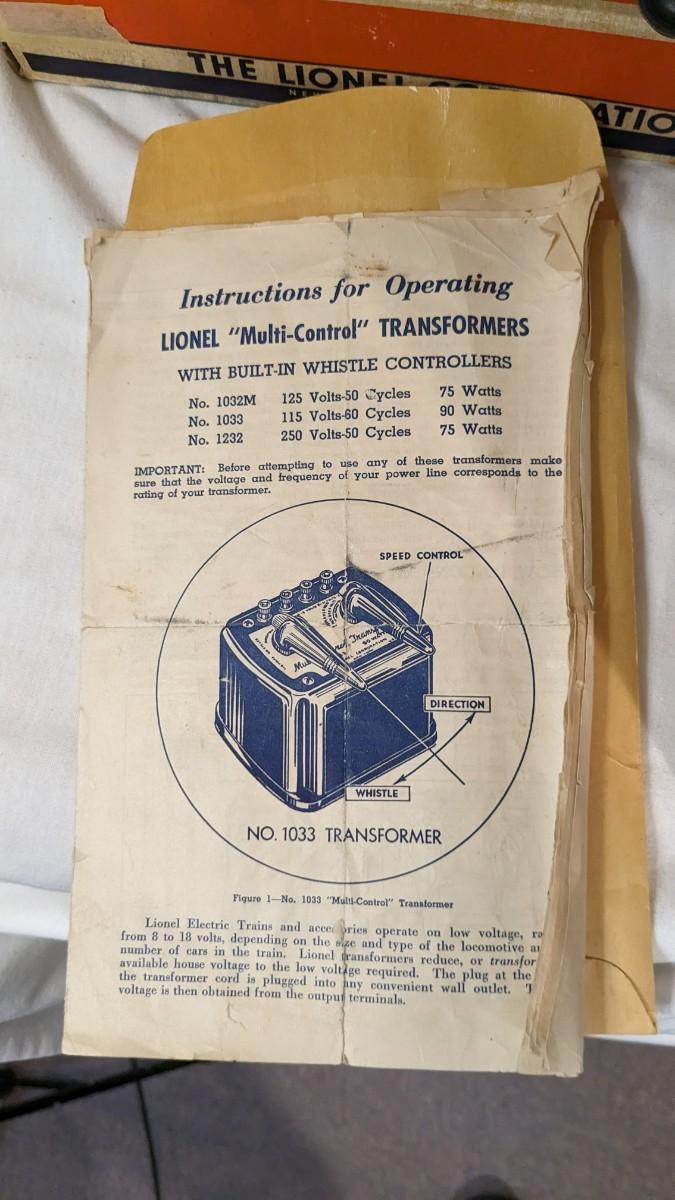 THE LIONEL
ATIO
Instructions for Operating
LIONEL "Multi-Control" TRANSFORMERS
WITH BUILT-IN WHISTLE CONTROLLERS
No. 1032M 125 Volts-50 Cycles 75 Watts
No. 1033 115 Volts-60 Cycles 90 Watts
No. 1232 250 Volts-50 Cycles 75 Watts
IMPORTANT: Before attempting to use any of these transformers make
sure that the voltage and frequency of your power line corresponds to the
rating of your transformer.
SPEED CONTROL
DIRECTION
WHISTLE
NO. 1033 TRANSFORMER
Figure 1—No. 1033 "Multi-Control" Transformer
Lionel Electric Trains and acce ories operate on low voltage, ra
from 8 to 18 volts, depending on the size and type of the locomotive a
number of cars in the train. Lionel transformers reduce, or transfor
available house voltage to the low voltage required. The plug at the
the transformer cord is plugged into any convenient wall outlet. T
voltage is then obtained from the output terminals.